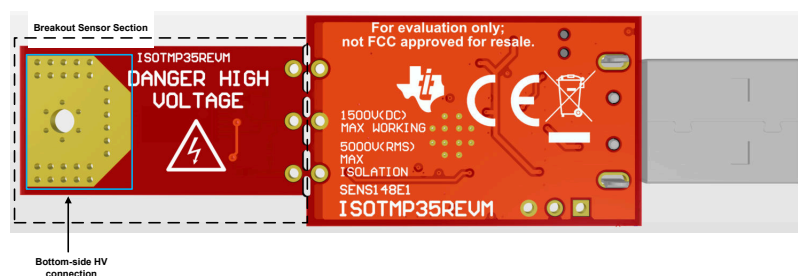 Breakout Sensor Section
For evaluation only;
not FCC approved for resale.
ISOTMP35REVM
DANGER HIGH
VOLTAGE
1500V(DC)
MAX WORKING
5000V(RMS)
MAX
ISOLATION
SENS148E1
ISOTMP35REVM
Bottom-side HV
connection